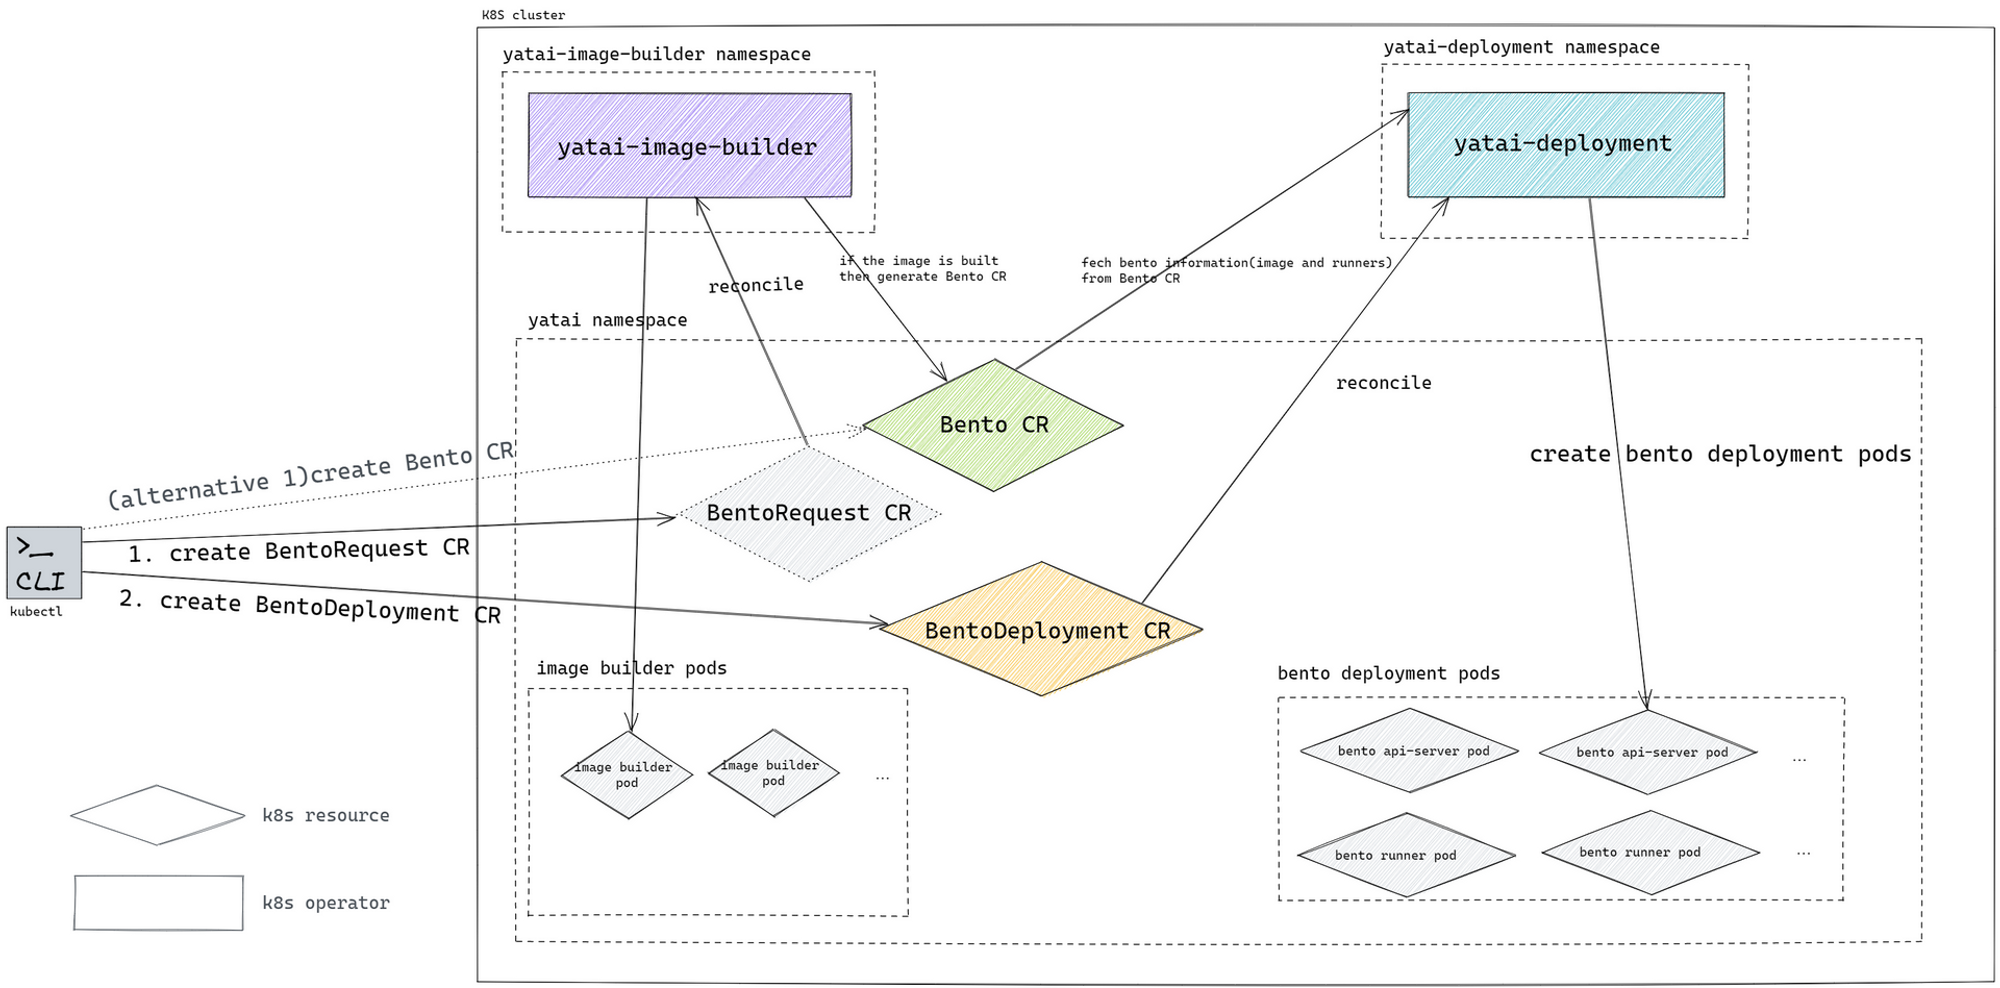 K8S cluster
yatai-image-builder namespace
yatai-deployment namespace
yatai-image-builder
yatai-deployment
if the image is built
then generate Bento CR
fech bento information(image and runners)
from Bento CR
reconcile
yatai namespace
reconcile
Bento CR
(alternative 1)create Bento CR
create bento deployment pods
BentoRequest CR
1. create BentoRequest CR
>_
CLI
kubectl
2. create BentoDeployment CR
BentoDeployment CR
image builder pods
bento deployment pods
image builder
pod
image builder
pod
...
bento api-server pod
bento api-server pod
...
bento runner pod
bento runner pod
...
k8s resource
k8s operator